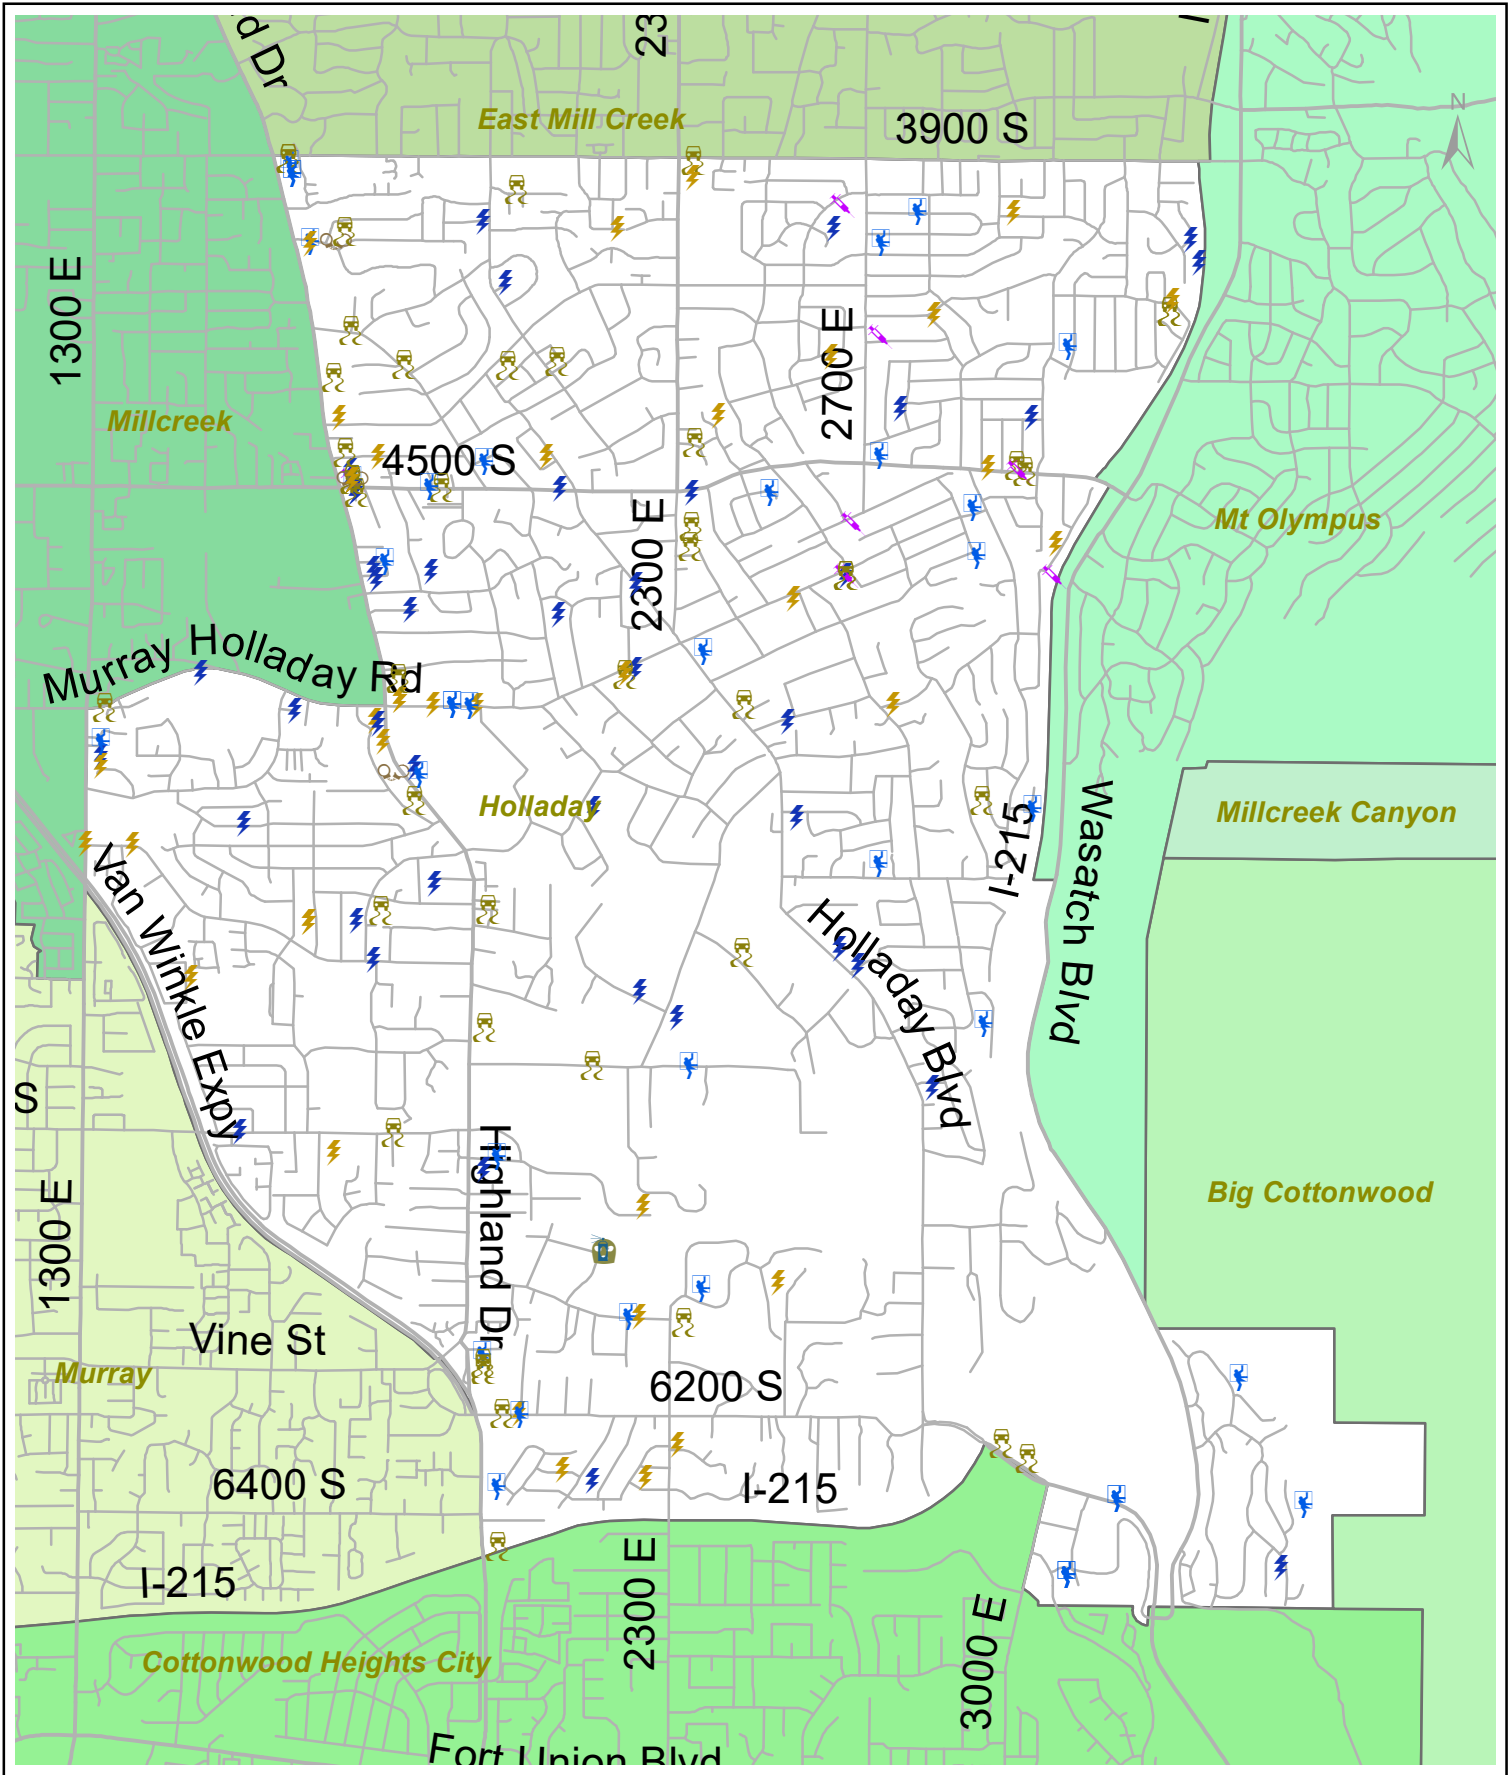 d Dr
23
East Mill Creek
3900 S
N
1300 E
2700 E
Millcreek
4500 S
2300 E
Mt Olympus
Murray Holladay Rd
Holladay
I-215
Wasatch Blvd
Millcreek Canyon
Van Winkle Expy
Holladay Blvd
S
Highland Dr
1300 E
Big Cottonwood
Vine St
Murray
6200 S
6400 S
I-215
I-215
2300 E
3000 E
Cottonwood Heights City
Fort Union Blvd